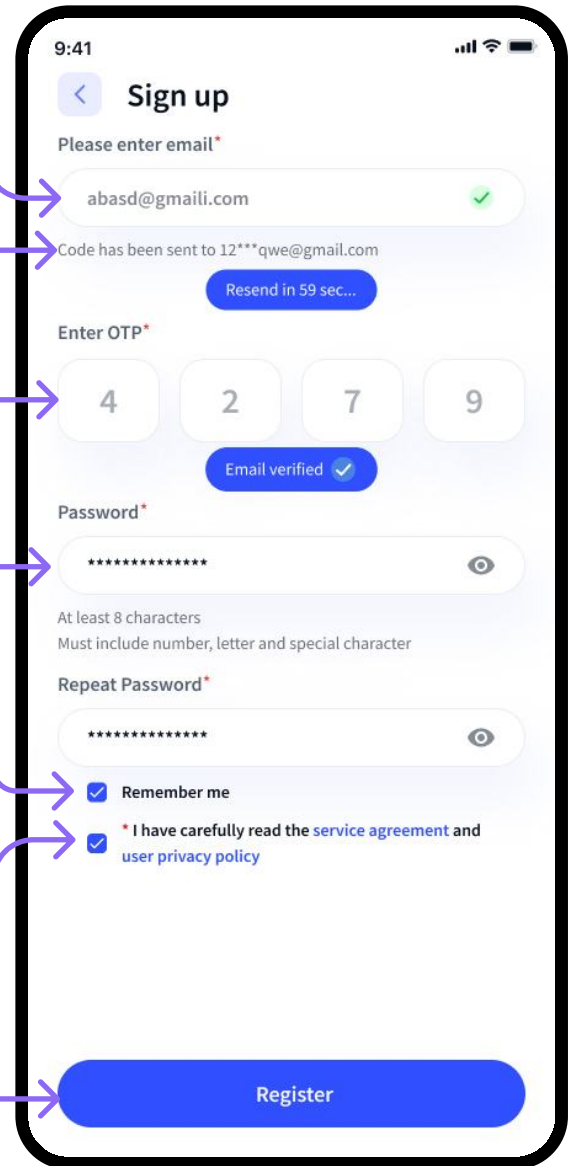 9:41
Sign up
Please enter email*
abasd@gmaili.com
Code has been sent to 12***qwe@gmail.com
Resend in 59 sec...
Enter OTP*
4 2 7 9
Email verified
Password*
**************
At least 8 characters
Must include number, letter and special character
Repeat Password*
**************
Remember me
* I have carefully read the service agreement and
user privacy policy
Register